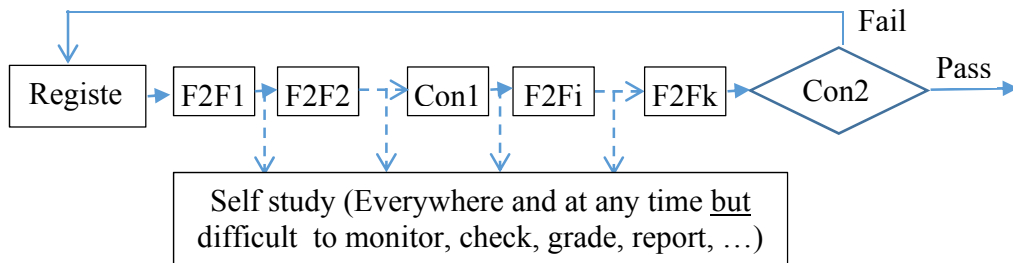 Fail
Registe
F2F1
F2F2
Con1
F2Fi
F2Fk
Con2
Pass
Self study (Everywhere and at any time but
difficult to monitor, check, grade, report, …)